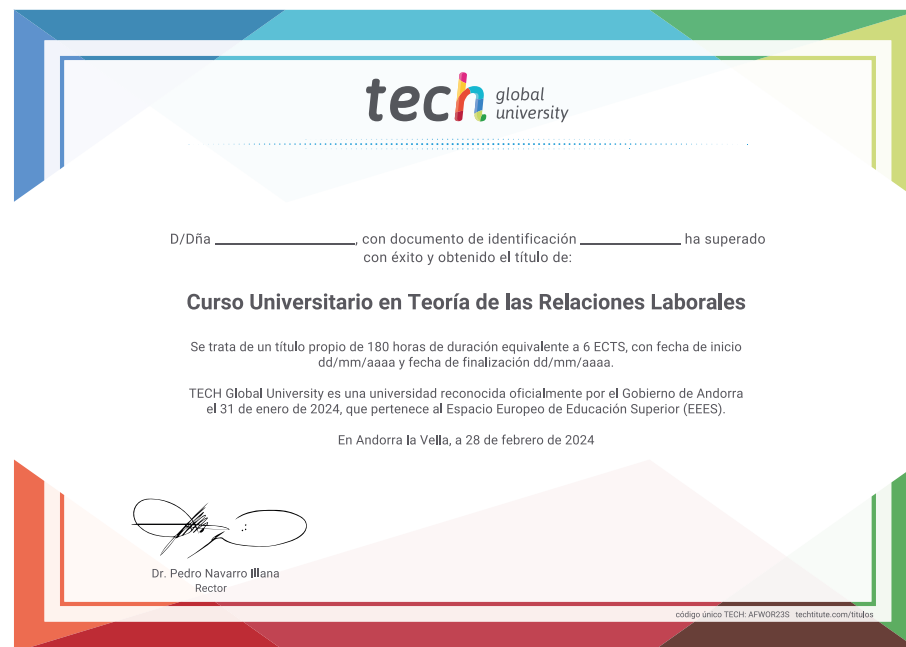 tech global university
D/Dña ____________________, con documento de identificación ______________ ha superado
con éxito y obtenido el título de:
Curso Universitario en Teoría de las Relaciones Laborales
Se trata de un título propio de 180 horas de duración equivalente a 6 ECTS, con fecha de inicio
dd/mm/aaaa y fecha de finalización dd/mm/aaaa.
TECH Global University es una universidad reconocida oficialmente por el Gobierno de Andorra
el 31 de enero de 2024, que pertenece al Espacio Europeo de Educación Superior (EEES).
En Andorra la Vella, a 28 de febrero de 2024
Dr. Pedro Navarro Illana
Rector
código único TECH: AFWOR23S techtitute.com/titulos